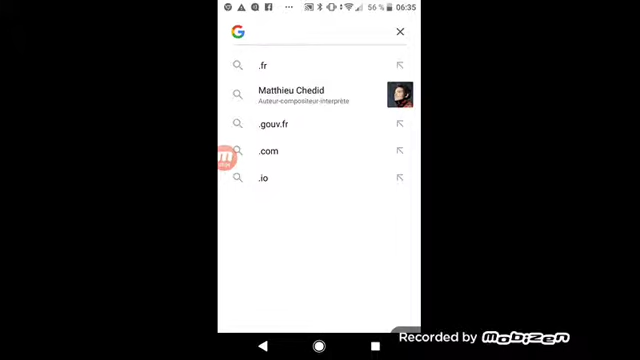 56 % 06:35
.fr
Matthieu Chedid
Auteur-compositeur-interprète
.gouv.fr
.com
.io
Recorded by Mobizen